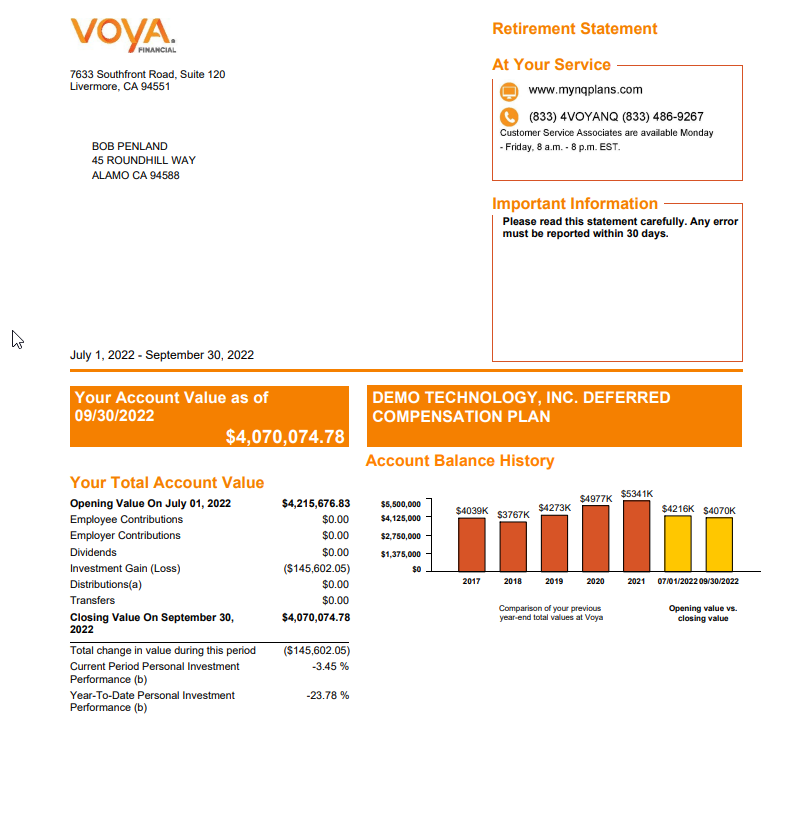 VOYA.
FINANCIAL
7633 Southfront Road, Suite 120
Livermore, CA 94551
BOB PENLAND
45 ROUNDHILL WAY
ALAMO CA 94588
Retirement Statement
At Your Service
www.mynqplans.com
(833) 4VOYANQ (833) 486-9267
Customer Service Associates are available Monday
- Friday, 8 a.m. - 8 p.m. EST.
Important Information
Please read this statement carefully. Any error
must be reported within 30 days.
July 1, 2022 - September 30, 2022
Your Account Value as of
09/30/2022
$4,070,074.78
DEMO TECHNOLOGY, INC. DEFERRED
COMPENSATION PLAN
Your Total Account Value
Opening Value On July 01, 2022 $4,215,676.83
Employee Contributions $0.00
Employer Contributions $0.00
Dividends $0.00
Investment Gain (Loss) ($145,602.05)
Distributions(a) $0.00
Transfers $0.00
Closing Value On September 30, $4,070,074.78
2022
Total change in value during this period ($145,602.05)
Current Period Personal Investment -3.45 %
Performance (b)
Year-To-Date Personal Investment -23.78 %
Performance (b)
Account Balance History
$5,500,000
$4,125,000
$2,750,000
$1,375,000
$0
$4039K $3767K $4273K $4977K $5341K $4216K $4070K
2017 2018 2019 2020 2021 07/01/2022 09/30/2022
Comparison of your previous
year-end total values at Voya
Opening value vs.
closing value